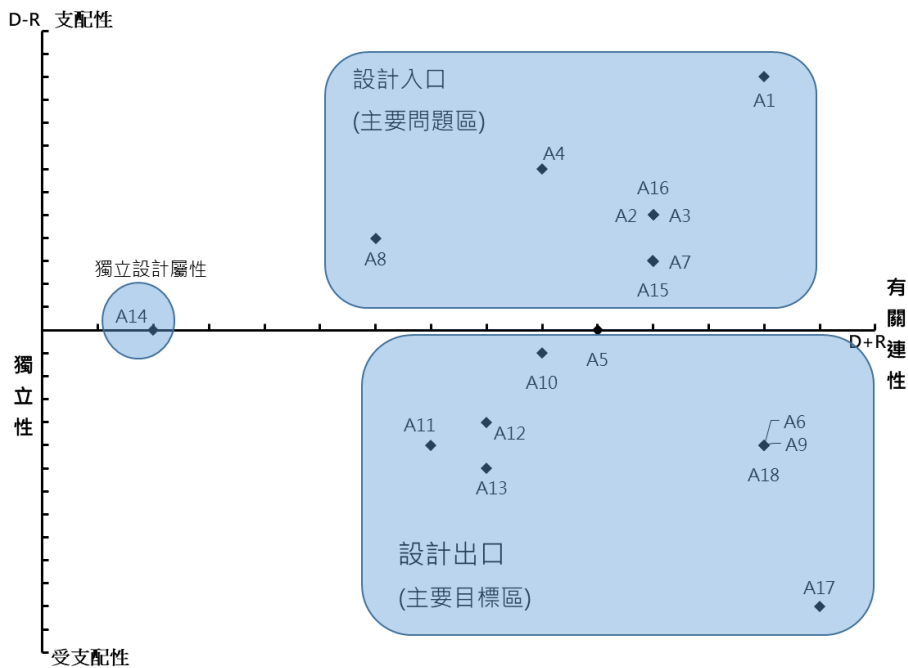 D-R 支配性
設計入口
(主要問題區)
A1
A4
A16
A2
A3
A8
A7
A15
獨立設計屬性
A14
有關連性
D+R
獨立性
A5
A10
A11
A12
A13
A6
A9
A18
設計出口
(主要目標區)
A17
受支配性